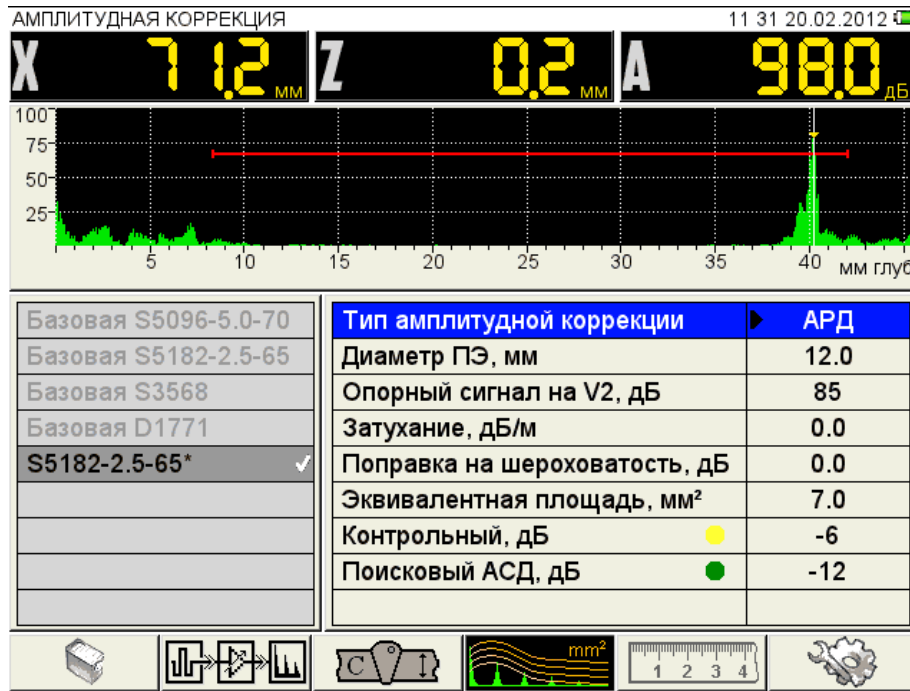 АМПЛИТУДНАЯ КОРРЕКЦИЯ 11 31 20.02.2012
X 71.2 мм Z 0.2 мм A 98.0 дБ
100
75
50
25
5 10 15 20 25 30 35 40 мм глуб
Базовая S5096-5.0-70
Базовая S5182-2.5-65
Базовая S3568
Базовая D1771
S5182-2.5-65*
Тип амплитудной коррекции АРД
Диаметр ПЭ, мм 12.0
Опорный сигнал на V2, дБ 85
Затухание, дБ/м 0.0
Поправка на шероховатость, дБ 0.0
Эквивалентная площадь, мм² 7.0
Контрольный, дБ -6
Поисковый АСД, дБ -12
C 1 mm² 1 2 3 4